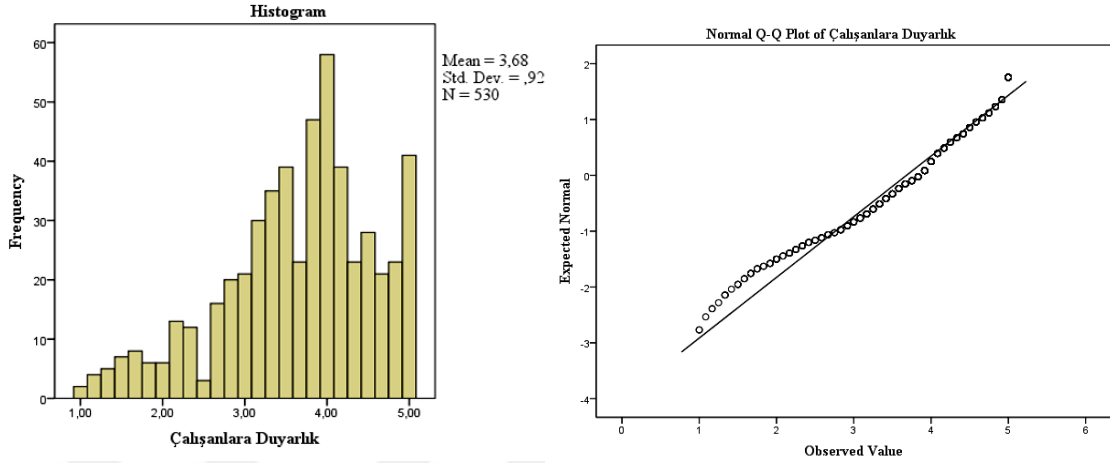 Histogram
60
50
40
30
20
10
0
Frequency
1,00 2,00 3,00 4,00 5,00
Çalışanlara Duyarlık
Mean = 3,68
Std. Dev. = ,92
N = 530
Normal Q-Q Plot of Çalışanlara Duyarlık
2
1
0
-1
-2
-3
-4
Expected Normal
0 1 2 3 4 5 6
Observed Value